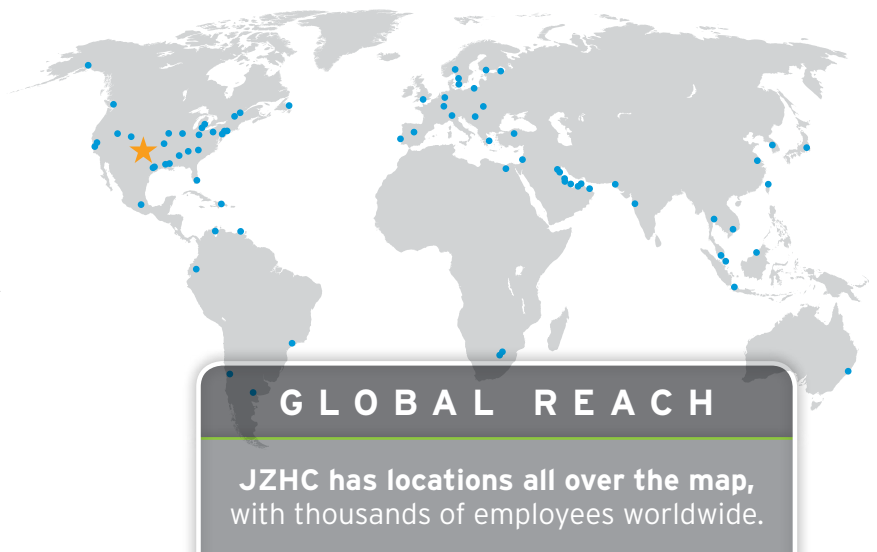 GLOBAL REACH
JZHC has locations all over the map,
with thousands of employees worldwide.